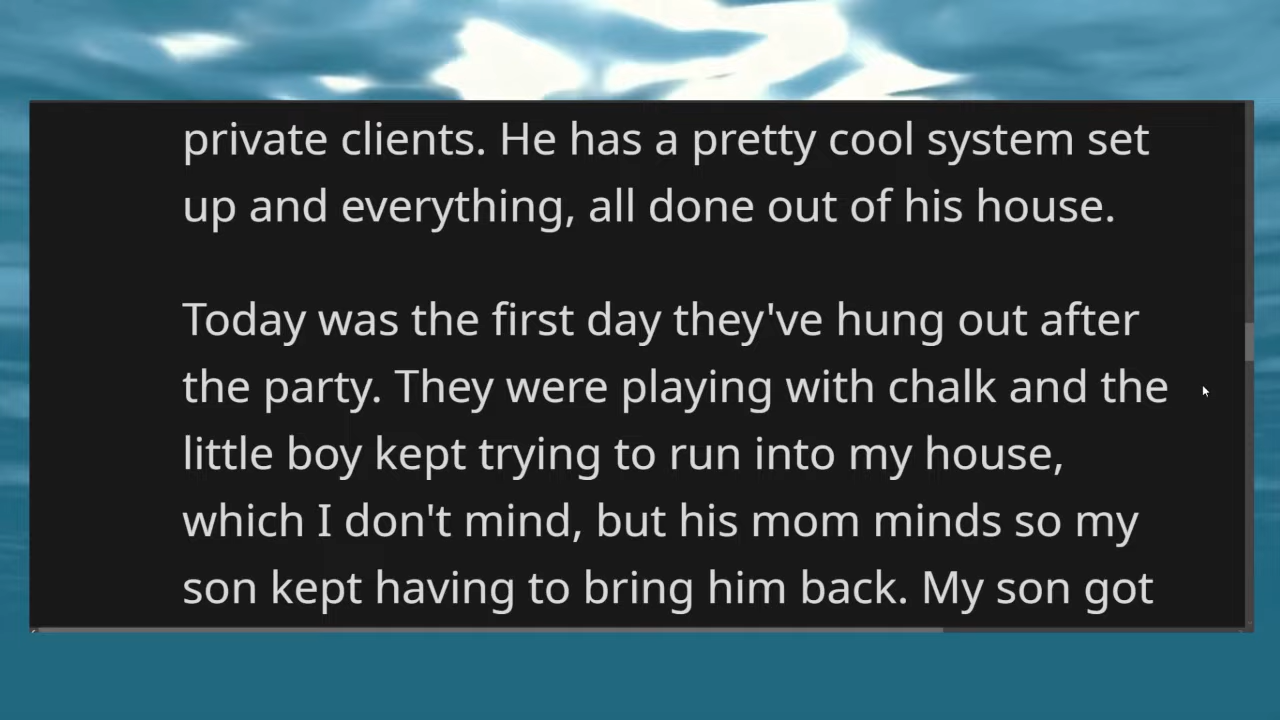 private clients. He has a pretty cool system set
up and everything, all done out of his house.
Today was the first day they've hung out after
the party. They were playing with chalk and the
little boy kept trying to run into my house,
which I don't mind, but his mom minds so my
son kept having to bring him back. My son got